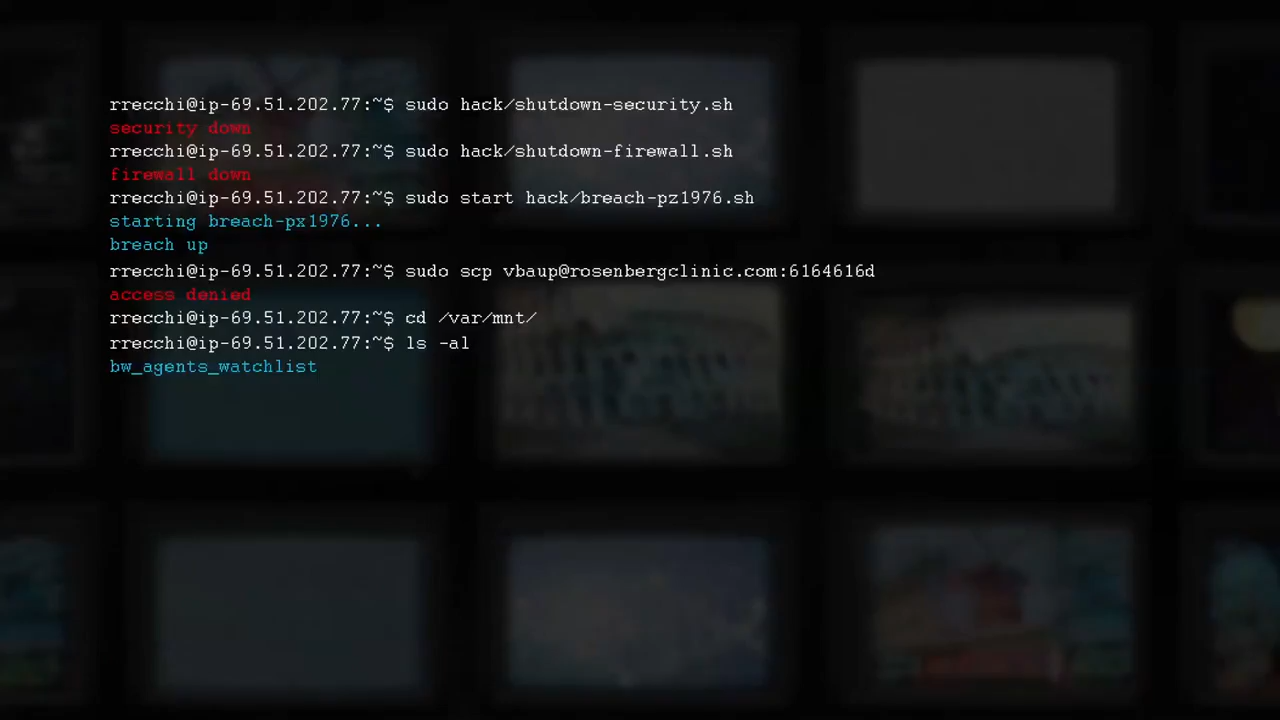 rrecchi@ip-69.51.202.77:~$ sudo hack/shutdown-security.sh
security down
rrecchi@ip-69.51.202.77:~$ sudo hack/shutdown-firewall.sh
firewall down
rrecchi@ip-69.51.202.77:~$ sudo start hack/breach-pz1976.sh
starting breach-px1976...
breach up
rrecchi@ip-69.51.202.77:~$ sudo scp vbaup@rosenbergclinic.com:6164616d
access denied
rrecchi@ip-69.51.202.77:~$ cd /var/mnt/
rrecchi@ip-69.51.202.77:~$ ls -al
bw_agents_watchlist